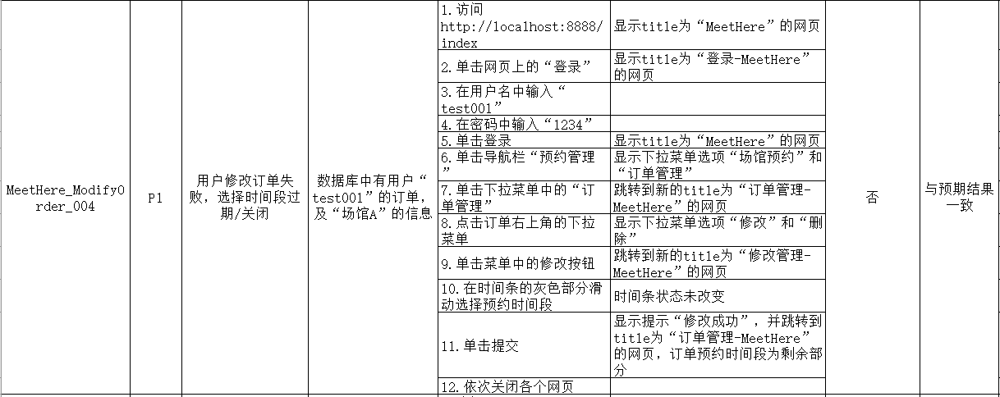 MeetHere_ModifyO
rder_004
P1
用户修改订单失
败，选择时间段过
期/关闭
数据库中有用户“
test001”的订单，
及“场馆A”的信息
1.访问
http://localhost:8888/
index
显示title为“MeetHere”的网页
2.单击网页上的“登录”
显示title为“登录-MeetHere”
的网页
3.在用户名中输入“
test001”
4.在密码中输入“1234”
5.单击登录
显示title为“MeetHere”的网页
6.单击导航栏“预约管理
”
显示下拉菜单选项“场馆预约”和
“订单管理”
7.单击下拉菜单中的“订
单管理”
跳转到新的title为“订单管理-
MeetHere”的网页
8.点击订单右上角的下拉
菜单
显示下拉菜单选项“修改”和“删
除”
9.单击菜单中的修改按钮
跳转到新的title为“修改管理-
MeetHere”的网页
10.在时间条的灰色部分滑
动选择预约时间段
时间条状态未改变
11.单击提交
显示提示“修改成功”，并跳转到
title为“订单管理-MeetHere”
的网页，订单预约时间段为剩余部
分
12.依次关闭各个网页
否
与预期结果
一致